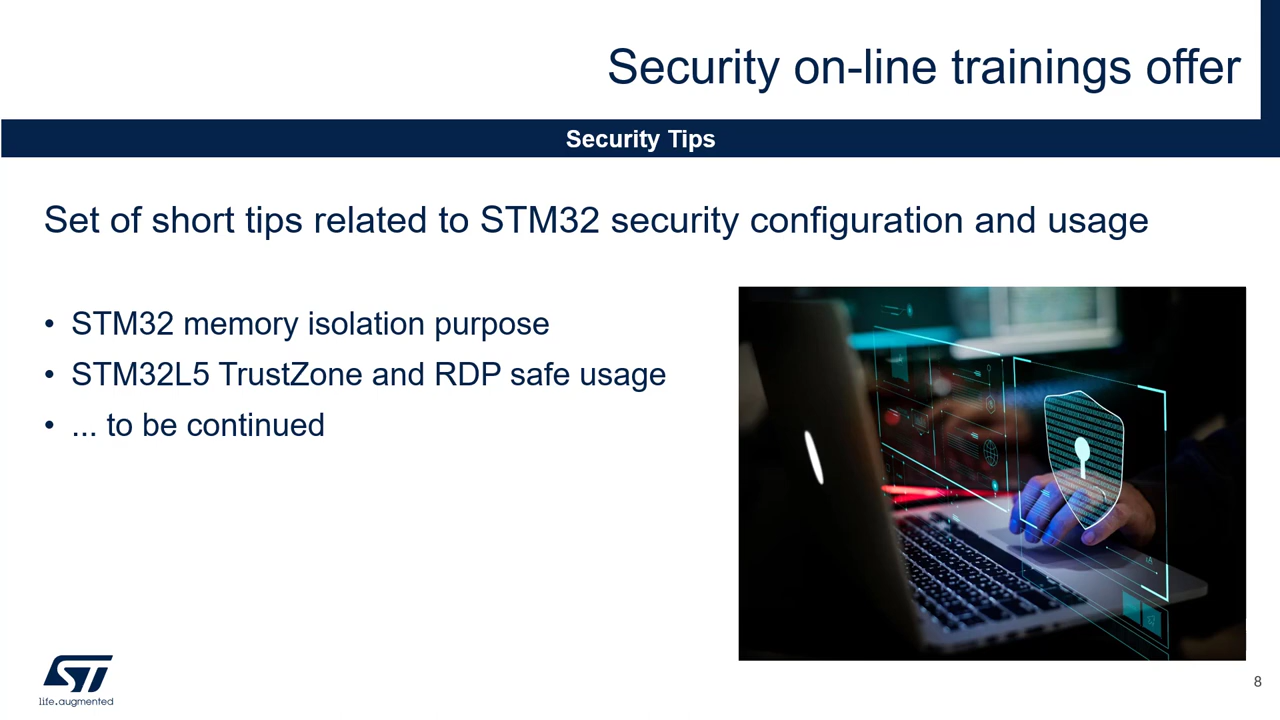 Security on-line trainings offer
Security Tips
Set of short tips related to STM32 security configuration and usage
• STM32 memory isolation purpose
• STM32L5 TrustZone and RDP safe usage
• ... to be continued
ST
life.augmented
8